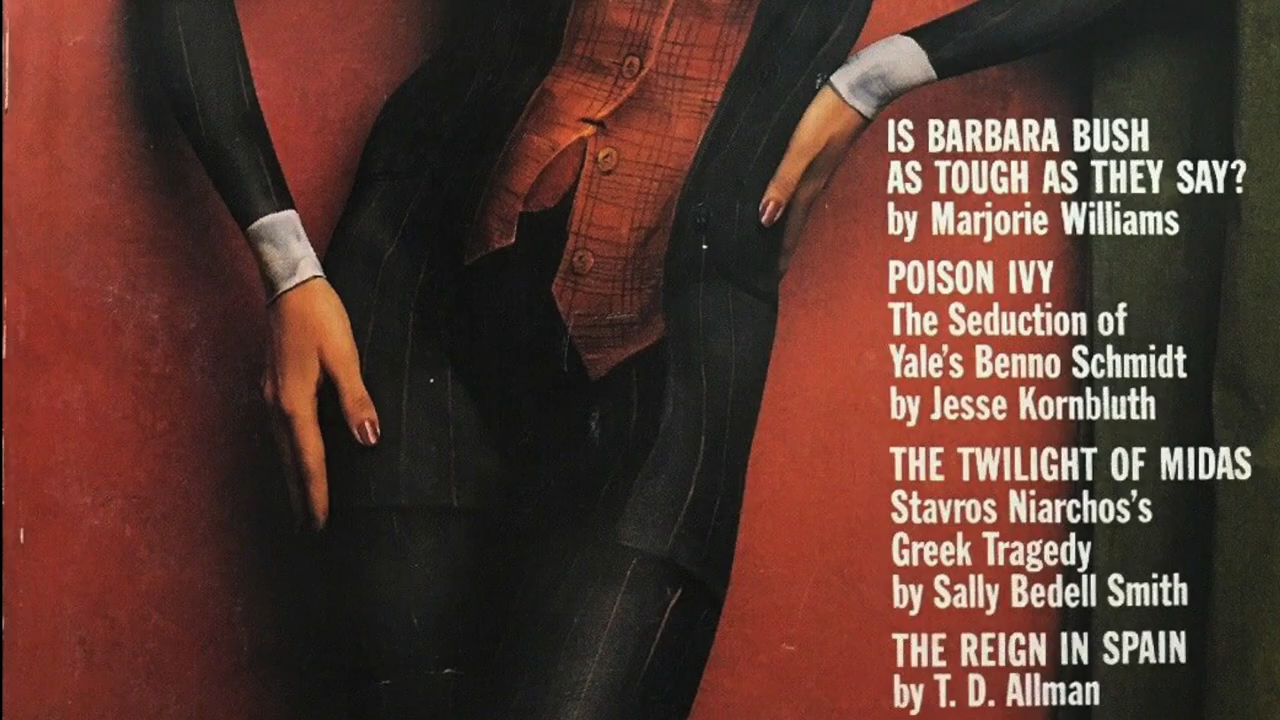 IS BARBARA BUSH
AS TOUGH AS THEY SAY?
by Marjorie Williams
POISON IVY
The Seduction of
Yale's Benno Schmidt
by Jesse Kornbluth
THE TWILIGHT OF MIDAS
Stavros Niarchos's
Greek Tragedy
by Sally Bedell Smith
THE REIGN IN SPAIN
by T. D. Allman